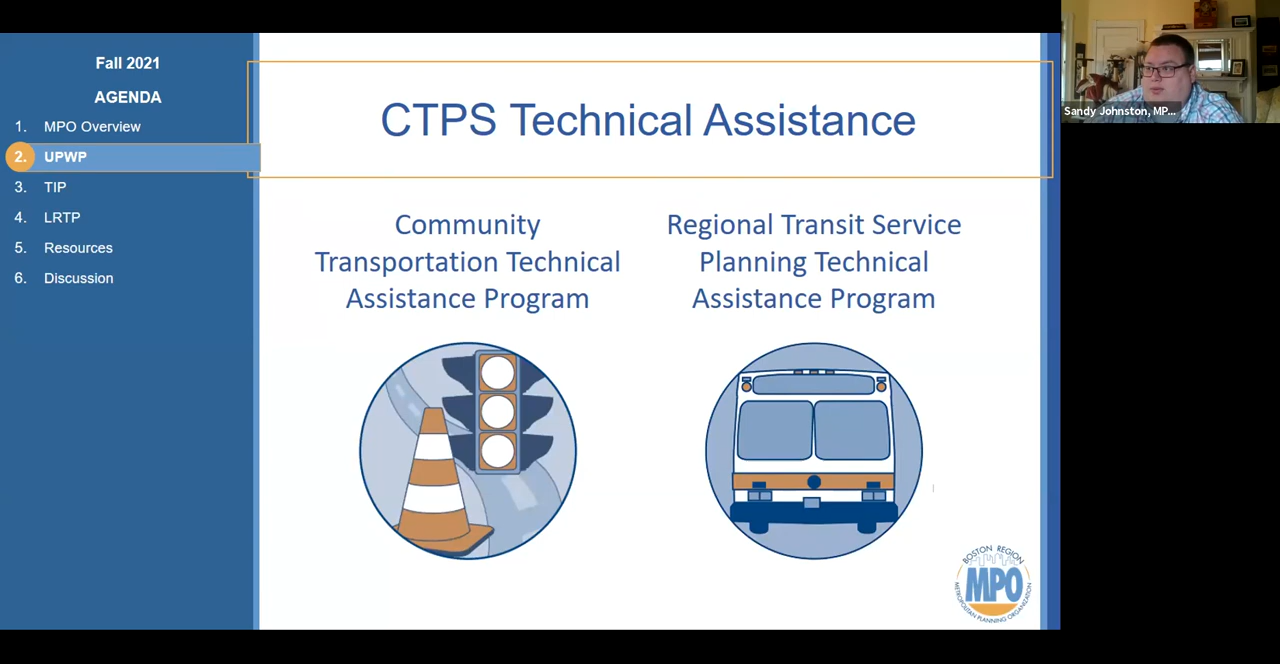 Fall 2021
AGENDA
1. MPO Overview
2. UPWP
3. TIP
4. LRTP
5. Resources
6. Discussion
CTPS Technical Assistance
Community
Transportation Technical
Assistance Program
Regional Transit Service
Planning Technical
Assistance Program
BOSTON REGION
MPO
METROPOLITAN PLANNING ORGANIZATION
Sandy Johnston, MP...